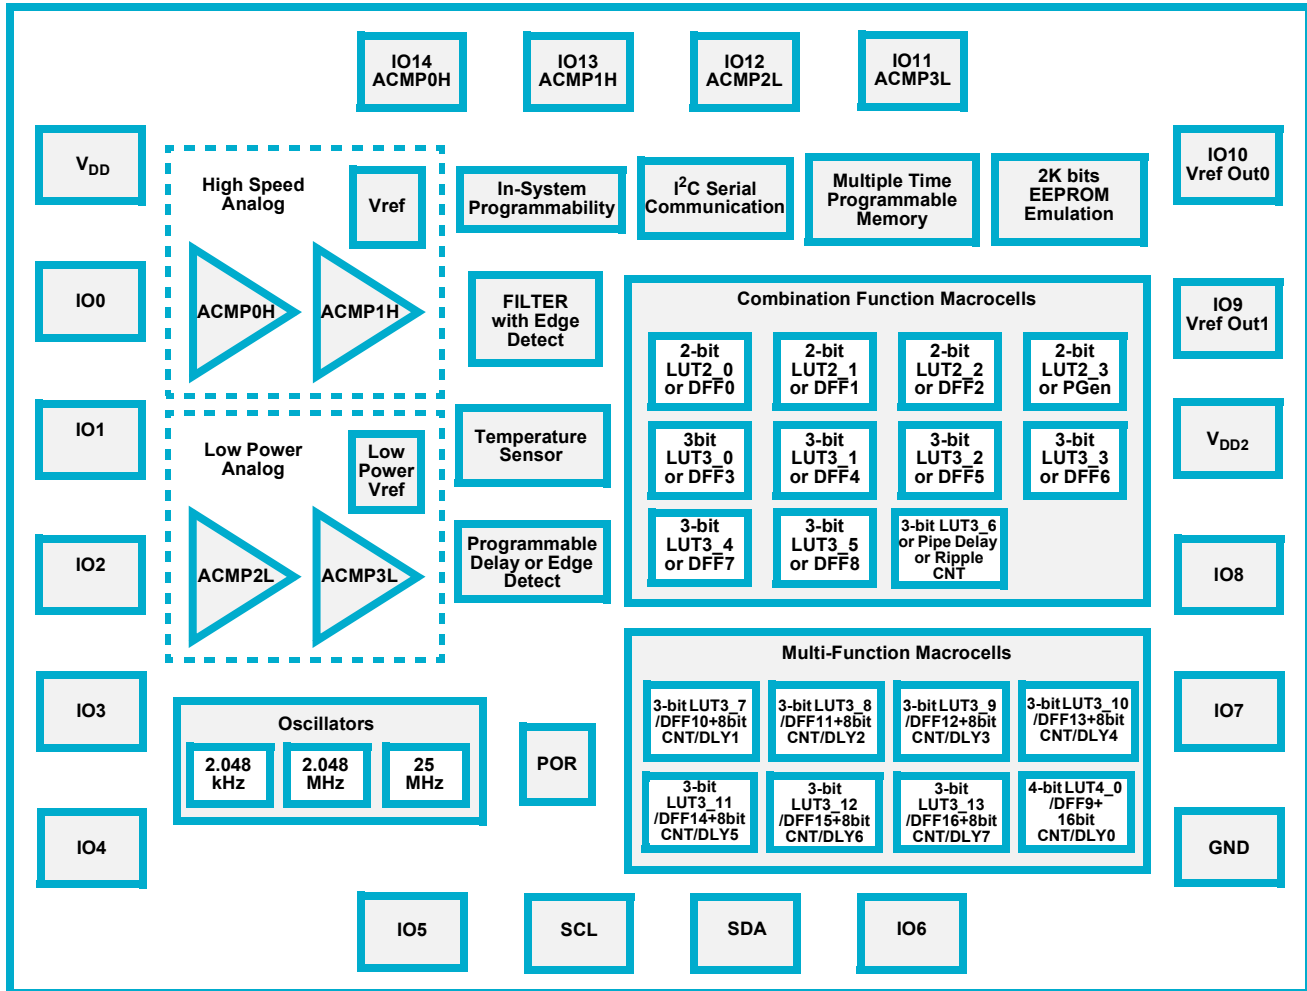 IO14
ACMP0H
IO13
ACMP1H
IO12
ACMP2L
IO11
ACMP3L
VDD
IO0
IO1
IO2
IO3
IO4
High Speed
Analog
Vref
ACMP0H
ACMP1H
Low Power
Analog
Low
Power
Vref
ACMP2L
ACMP3L
In-System
Programmability
I2C Serial
Communication
Multiple Time
Programmable
Memory
2K bits
EEPROM
Emulation
FILTER
with Edge
Detect
Temperature
Sensor
Programmable
Delay or Edge
Detect
Combination Function Macrocells
2-bit
LUT2_0
or DFF0
2-bit
LUT2_1
or DFF1
2-bit
LUT2_2
or DFF2
2-bit
LUT2_3
or PGen
3bit
LUT3_0
or DFF3
3-bit
LUT3_1
or DFF4
3-bit
LUT3_2
or DFF5
3-bit
LUT3_3
or DFF6
3-bit
LUT3_4
or DFF7
3-bit
LUT3_5
or DFF8
3-bit LUT3_6
or Pipe Delay
or Ripple
CNT
Multi-Function Macrocells
3-bit LUT3_7
/DFF10+8bit
CNT/DLY1
3-bit LUT3_8
/DFF11+8bit
CNT/DLY2
3-bit LUT3_9
/DFF12+8bit
CNT/DLY3
3-bit LUT3_10
/DFF13+8bit
CNT/DLY4
3-bit
LUT3_11
/DFF14+8bit
CNT/DLY5
3-bit
LUT3_12
/DFF15+8bit
CNT/DLY6
3-bit
LUT3_13
/DFF16+8bit
CNT/DLY7
4-bit LUT4_0
/DFF9+
16bit
CNT/DLY0
Oscillators
2.048
kHz
2.048
MHz
25
MHz
POR
IO10
Vref Out0
IO9
Vref Out1
VDD2
IO8
IO7
GND
IO5
SCL
SDA
IO6